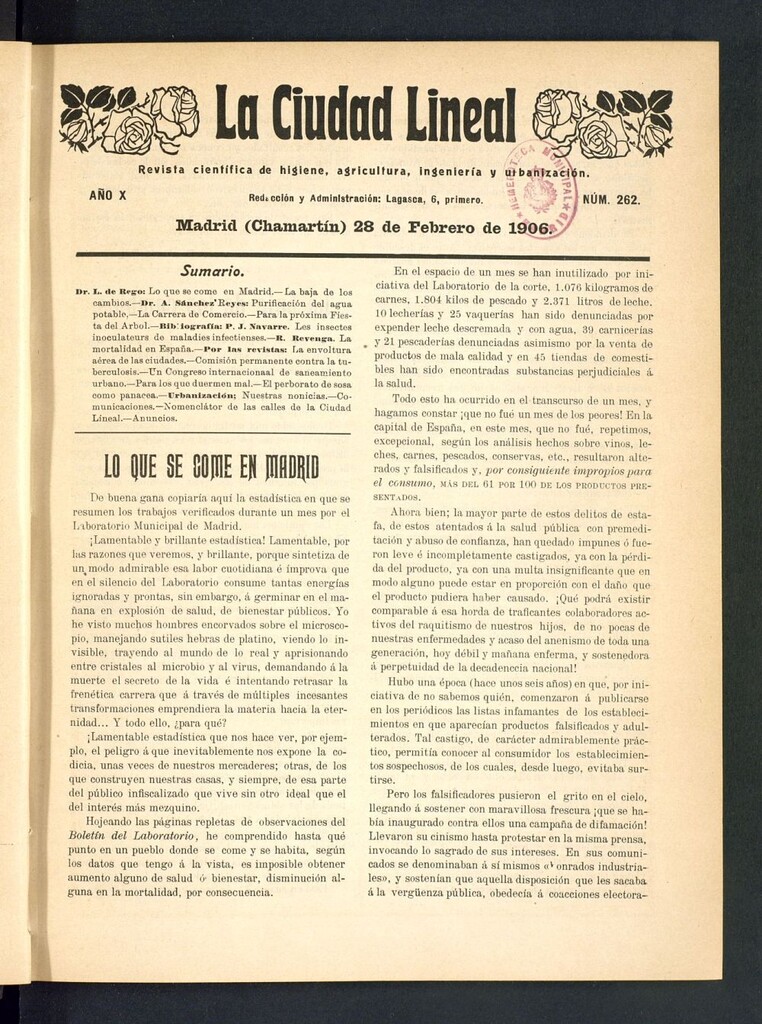 La Ciudad Lineal
Revista científica de higiene, agricultura, ingeniería y urbanización.
AÑO X
Redacción y Administración: Lagasca, 6, primero.
NÚM. 262.
Madrid (Chamartín) 28 de Febrero de 1906.
HEMEROTECA MUNICIPAL
Sumario.
Dr. L. de Rego: Lo que se come en Madrid.—La baja de los
cambios.—Dr. A. Sánchez Reyes: Purificación del agua
potable,—La Carrera de Comercio.—Para la próxima Fies-
ta del Arbol.—Bibliografía: P. J. Navarre. Les insectes
inoculateurs de maladies infectienses.—R. Revenga. La
mortalidad en España.—Por las revistas: La envoltura
aérea de las ciudades.—Comisión permanente contra la tu-
berculosis.—Un Congreso internacionaal de saneamiento
urbano.—Para los que duermen mal.—El perborato de sosa
como panacea.—Urbanización; Nuestras nonicias.—Co-
municaciones.—Nomenclátor de las calles de la Ciudad
Lineal.—Anuncios.
LO QUE SE COME EN MADRID
De buena gana copiaría aquí la estadística en que se
resumen los trabajos verificados durante un mes por el
Laboratorio Municipal de Madrid.
¡Lamentable y brillante estadística! Lamentable, por
las razones que veremos, y brillante, porque sintetiza de
un modo admirable esa labor cuotidiana é improva que
en el silencio del Laboratorio consume tantas energías
ignoradas y prontas, sin embargo, á germinar en el ma-
ñana en explosión de salud, de bienestar públicos. Yo
he visto muchos hombres encorvados sobre el microsco-
pio, manejando sutiles hebras de platino, viendo lo in-
visible, trayendo al mundo de lo real y aprisionando
entre cristales al microbio y al virus, demandando á la
muerte el secreto de la vida é intentando retrasar la
frenética carrera que á través de múltiples incesantes
transformaciones emprendiera la materia hacia la eter-
nidad... Y todo ello, ¿para qué?
¡Lamentable estadística que nos hace ver, por ejem-
plo, el peligro á que inevitablemente nos expone la co-
dicia, unas veces de nuestros mercaderes; otras, de los
que construyen nuestras casas, y siempre, de esa parte
del público infiscalizado que vive sin otro ideal que el
del interés más mezquino.
Hojeando las páginas repletas de observaciones del
Boletín del Laboratorio, he comprendido hasta qué
punto en un pueblo donde se come y se habita, según
los datos que tengo á la vista, es imposible obtener
aumento alguno de salud ó bienestar, disminución al-
guna en la mortalidad, por consecuencia.
En el espacio de un mes se han inutilizado por ini-
ciativa del Laboratorio de la corte, 1.076 kilogramos de
carnes, 1.804 kilos de pescado y 2.371 litros de leche,
10 lecherías y 25 vaquerías han sido denunciadas por
expender leche descremada y con agua, 39 carnicerías
y 21 pescaderías denunciadas asimismo por la venta de
productos de mala calidad y en 45 tiendas de comesti-
bles han sido encontradas substancias perjudiciales á
la salud.
Todo esto ha ocurrido en el transcurso de un mes, y
hagamos constar ¡que no fué un mes de los peores! En la
capital de España, en este mes, que no fué, repetimos,
excepcional, según los análisis hechos sobre vinos, le-
ches, carnes, pescados, conservas, etc., resultaron alte-
rados y falsificados y, por consiguiente impropios para
el consumo, MÁS DEL 61 POR 100 DE LOS PRODUCTOS PRE-
SENTADOS.
Ahora bien; la mayor parte de estos delitos de esta-
fa, de estos atentados á la salud pública con premedi-
tación y abuso de confianza, han quedado impunes ó fue-
ron leve é incompletamente castigados, ya con la pérdi-
da del producto, ya con una multa insignificante que en
modo alguno puede estar en proporción con el daño que
el producto pudiera haber causado. ¡Qué podrá existir
comparable á esa horda de traficantes colaboradores ac-
tivos del raquitismo de nuestros hijos, de no pocas de
nuestras enfermedades y acaso del anenismo de toda una
generación, hoy débil y mañana enferma, y sostenedora
á perpetuidad de la decadencia nacional!
Hubo una época (hace unos seis años) en que, por ini-
ciativa de no sabemos quién, comenzaron á publicarse
en los periódicos las listas infamantes de los estableci-
mientos en que aparecían productos falsificados y adul-
terados. Tal castigo, de carácter admirablemente prác-
tico, permitía conocer al consumidor los establecimien-
tos sospechosos, de los cuales, desde luego, evitaba sur-
tirse.
Pero los falsificadores pusieron el grito en el cielo,
llegando á sostener con maravillosa frescura ¡que se ha-
bía inaugurado contra ellos una campaña de difamación!
Llevaron su cinismo hasta protestar en la misma prensa,
invocando lo sagrado de sus intereses. En sus comuni-
cados se denominaban á sí mismos «honrados industria-
les», y sostenían que aquella disposición que les sacaba
á la vergüenza pública, obedecía á coacciones electora-